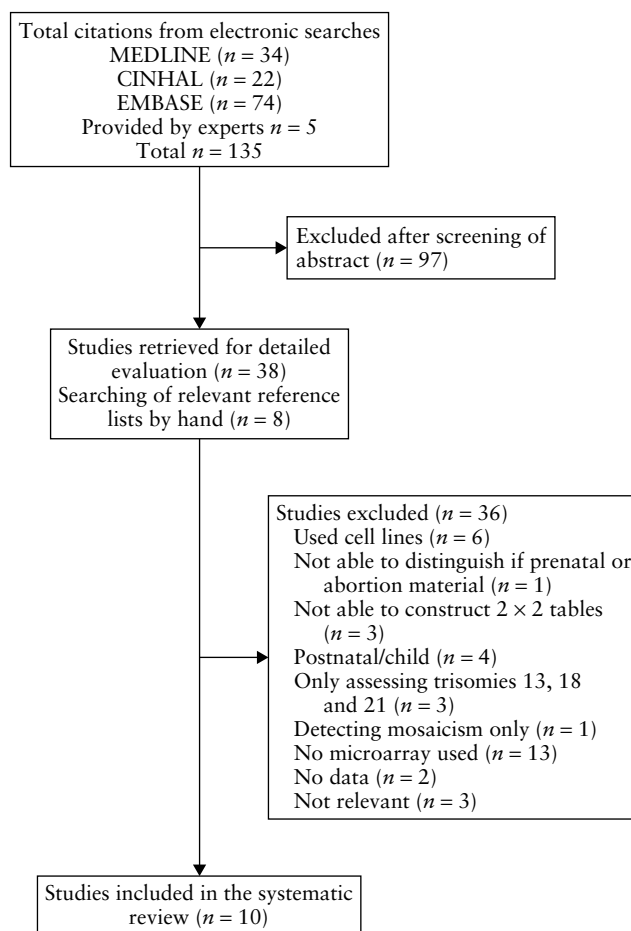 Total citations from electronic searches
MEDLINE (n = 34)
CINHAL (n = 22)
EMBASE (n = 74)
Provided by experts n = 5
Total n = 135
Excluded after screening of
abstract (n = 97)
Studies retrieved for detailed
evaluation (n = 38)
Searching of relevant reference
lists by hand (n = 8)
Studies excluded (n = 36)
Used cell lines (n = 6)
Not able to distinguish if prenatal or
abortion material (n = 1)
Not able to construct 2 × 2 tables
(n = 3)
Postnatal/child (n = 4)
Only assessing trisomies 13, 18
and 21 (n = 3)
Detecting mosaicism only (n = 1)
No microarray used (n = 13)
No data (n = 2)
Not relevant (n = 3)
Studies included in the systematic
review (n = 10)